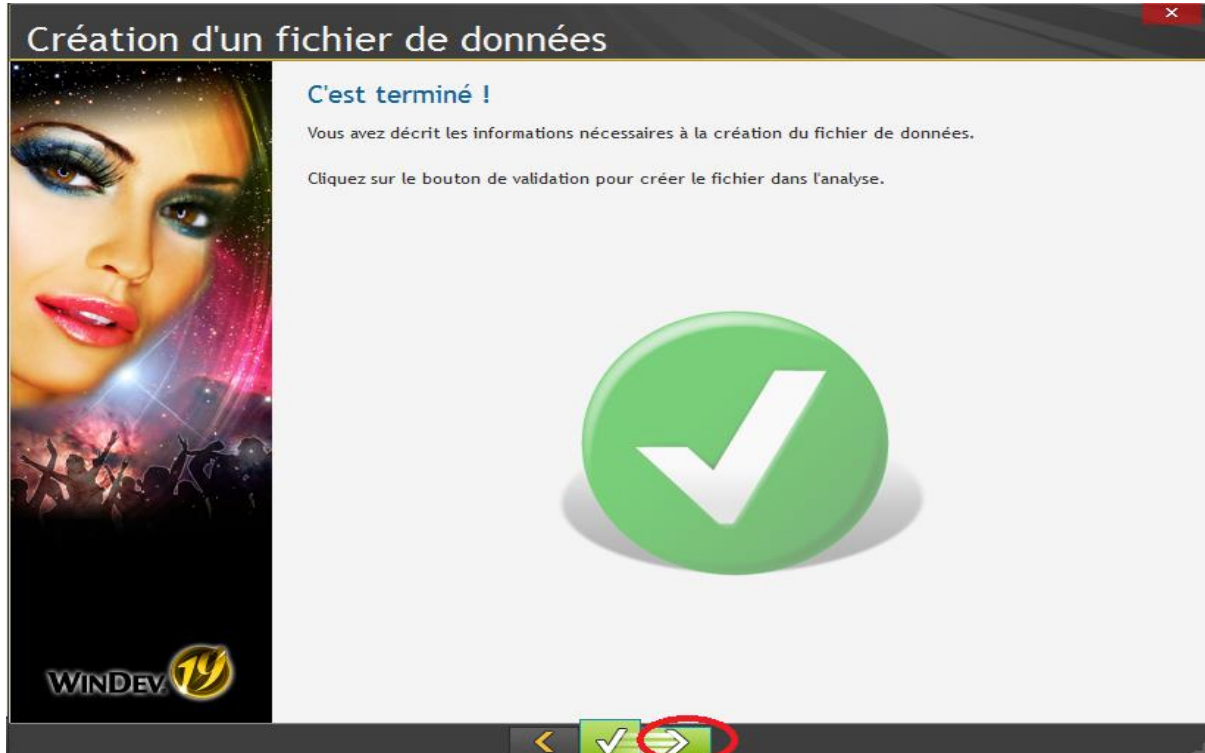 Création d'un fichier de données
C'est terminé !
Vous avez décrit les informations nécessaires à la création du fichier de données.
Cliquez sur le bouton de validation pour créer le fichier dans l'analyse.
WINDEV. 19